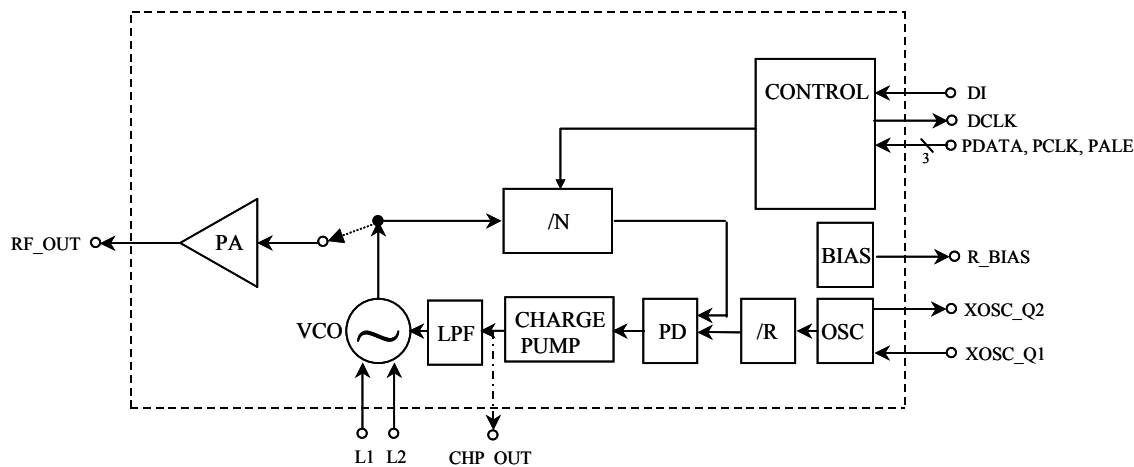 CONTROL
DI
DCLK
PDATA, PCLK, PALE
3
/N
RF_OUT
PA
BIAS
R_BIAS
XOSC_Q2
VCO
LPF
CHARGE
PUMP
PD
/R
OSC
XOSC_Q1
L1
L2
CHP_OUT